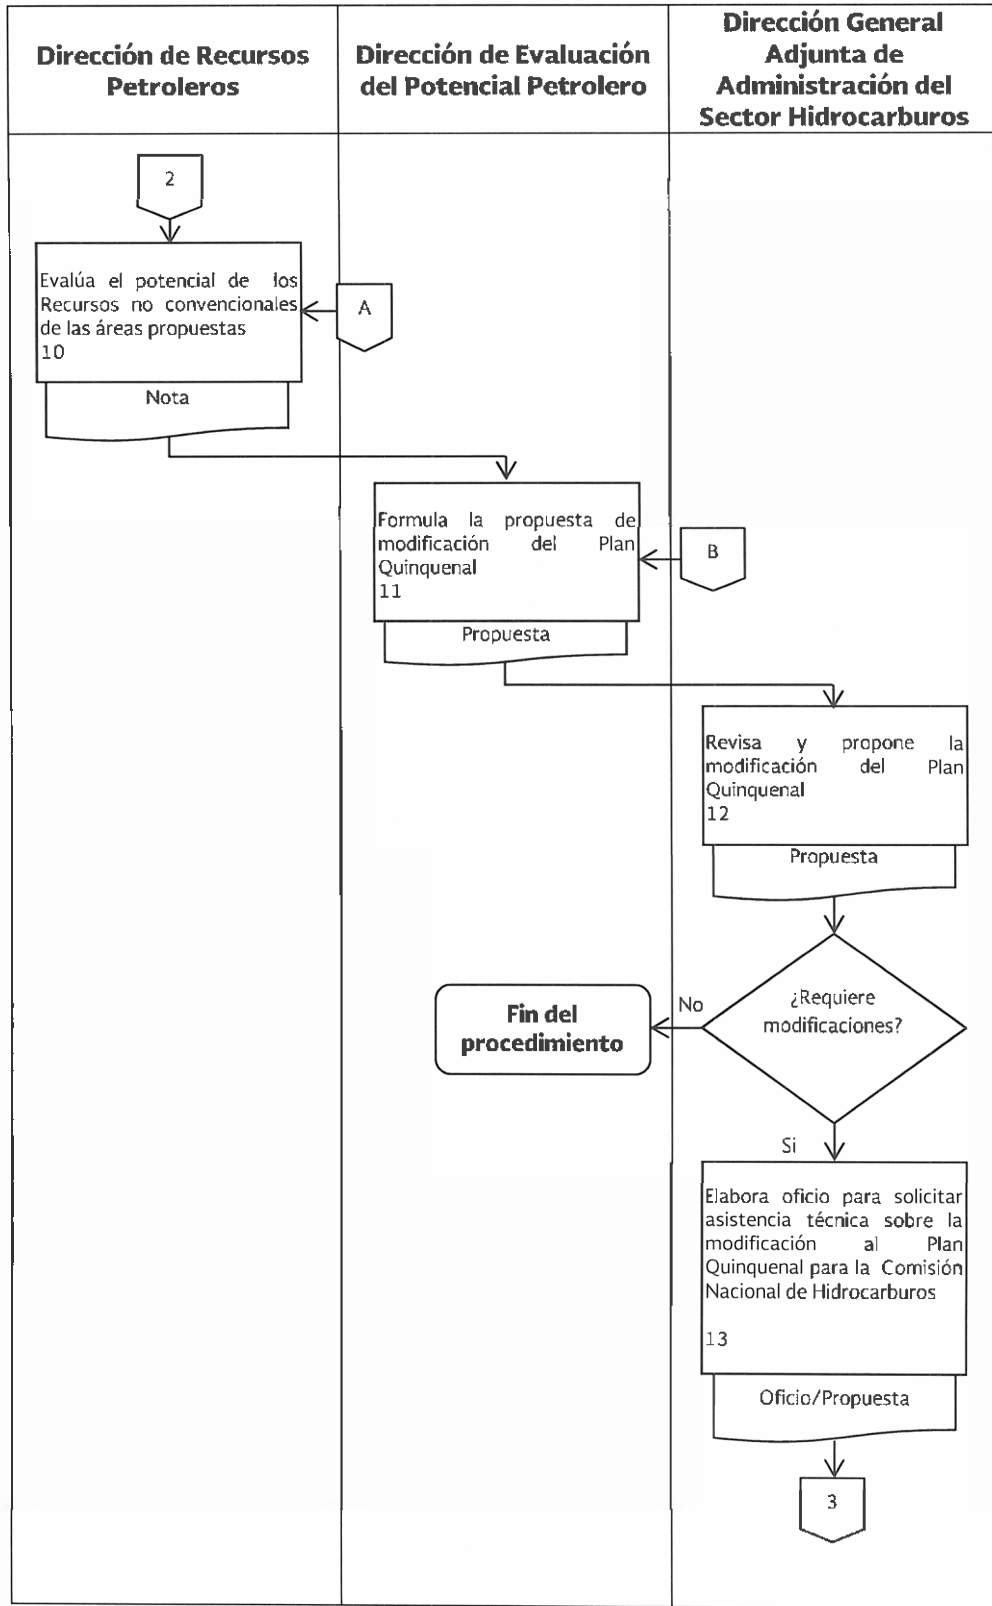 Dirección de Recursos
Petroleros
Dirección de Evaluación
del Potencial Petrolero
Dirección General
Adjunta de
Administración del
Sector Hidrocarburos
2
Evalúa el potencial de los
Recursos no convencionales
de las áreas propuestas
10
A
Nota
Formula la propuesta de
modificación del Plan
Quinquenal
11
B
Propuesta
Revisa y propone la
modificación del Plan
Quinquenal
12
Propuesta
¿Requiere
modificaciones?
No
Fin del
procedimiento
Si
Elabora oficio para solicitar
asistencia técnica sobre la
modificación al Plan
Quinquenal para la Comisión
Nacional de Hidrocarburos
13
Oficio/Propuesta
3